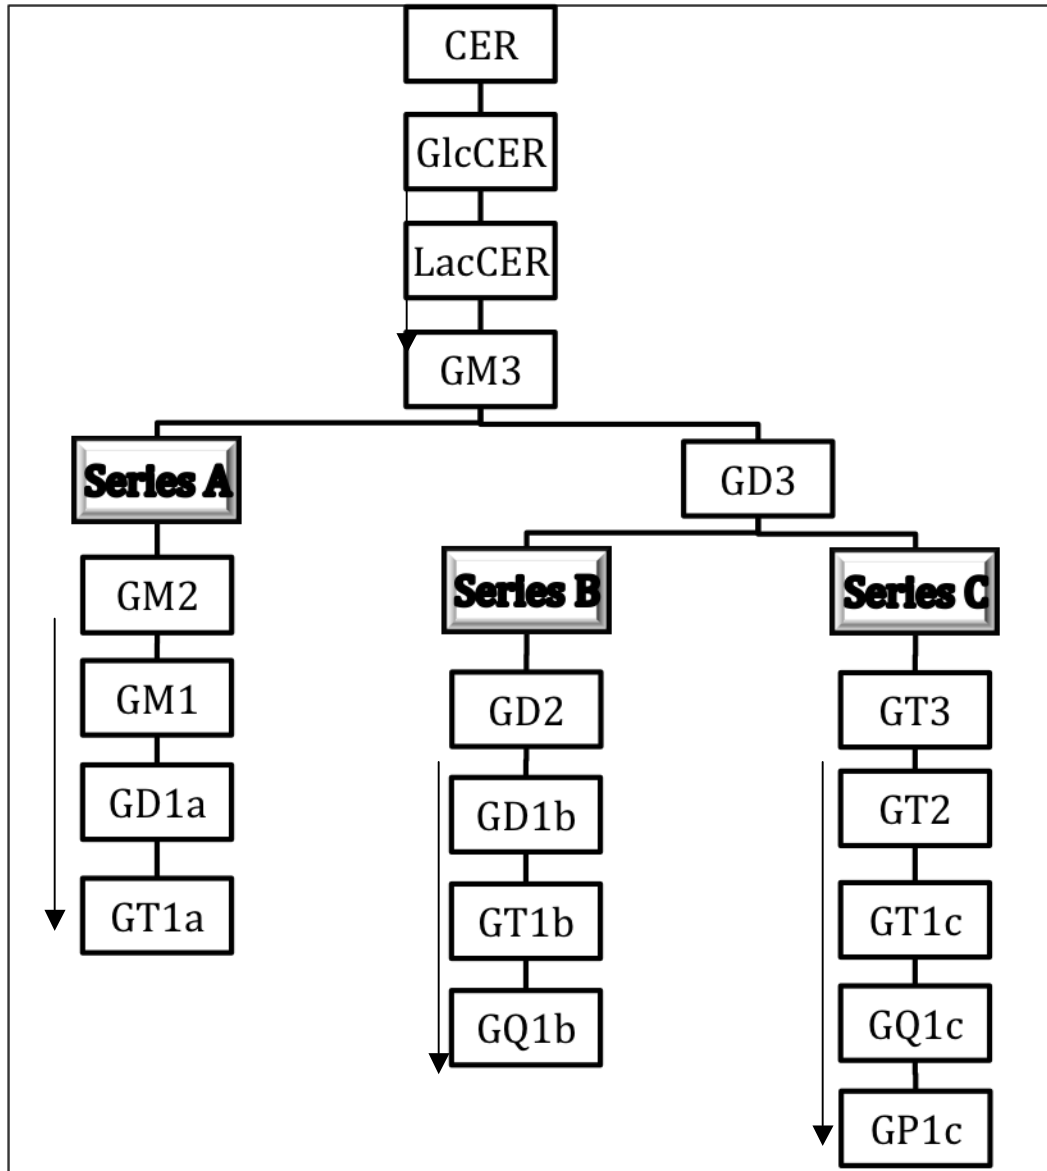 CER
GlcCER
LacCER
GM3
Series A
GM2
GM1
GD1a
GT1a
GD3
Series B
GD2
GD1b
GT1b
GQ1b
Series C
GT3
GT2
GT1c
GQ1c
GP1c